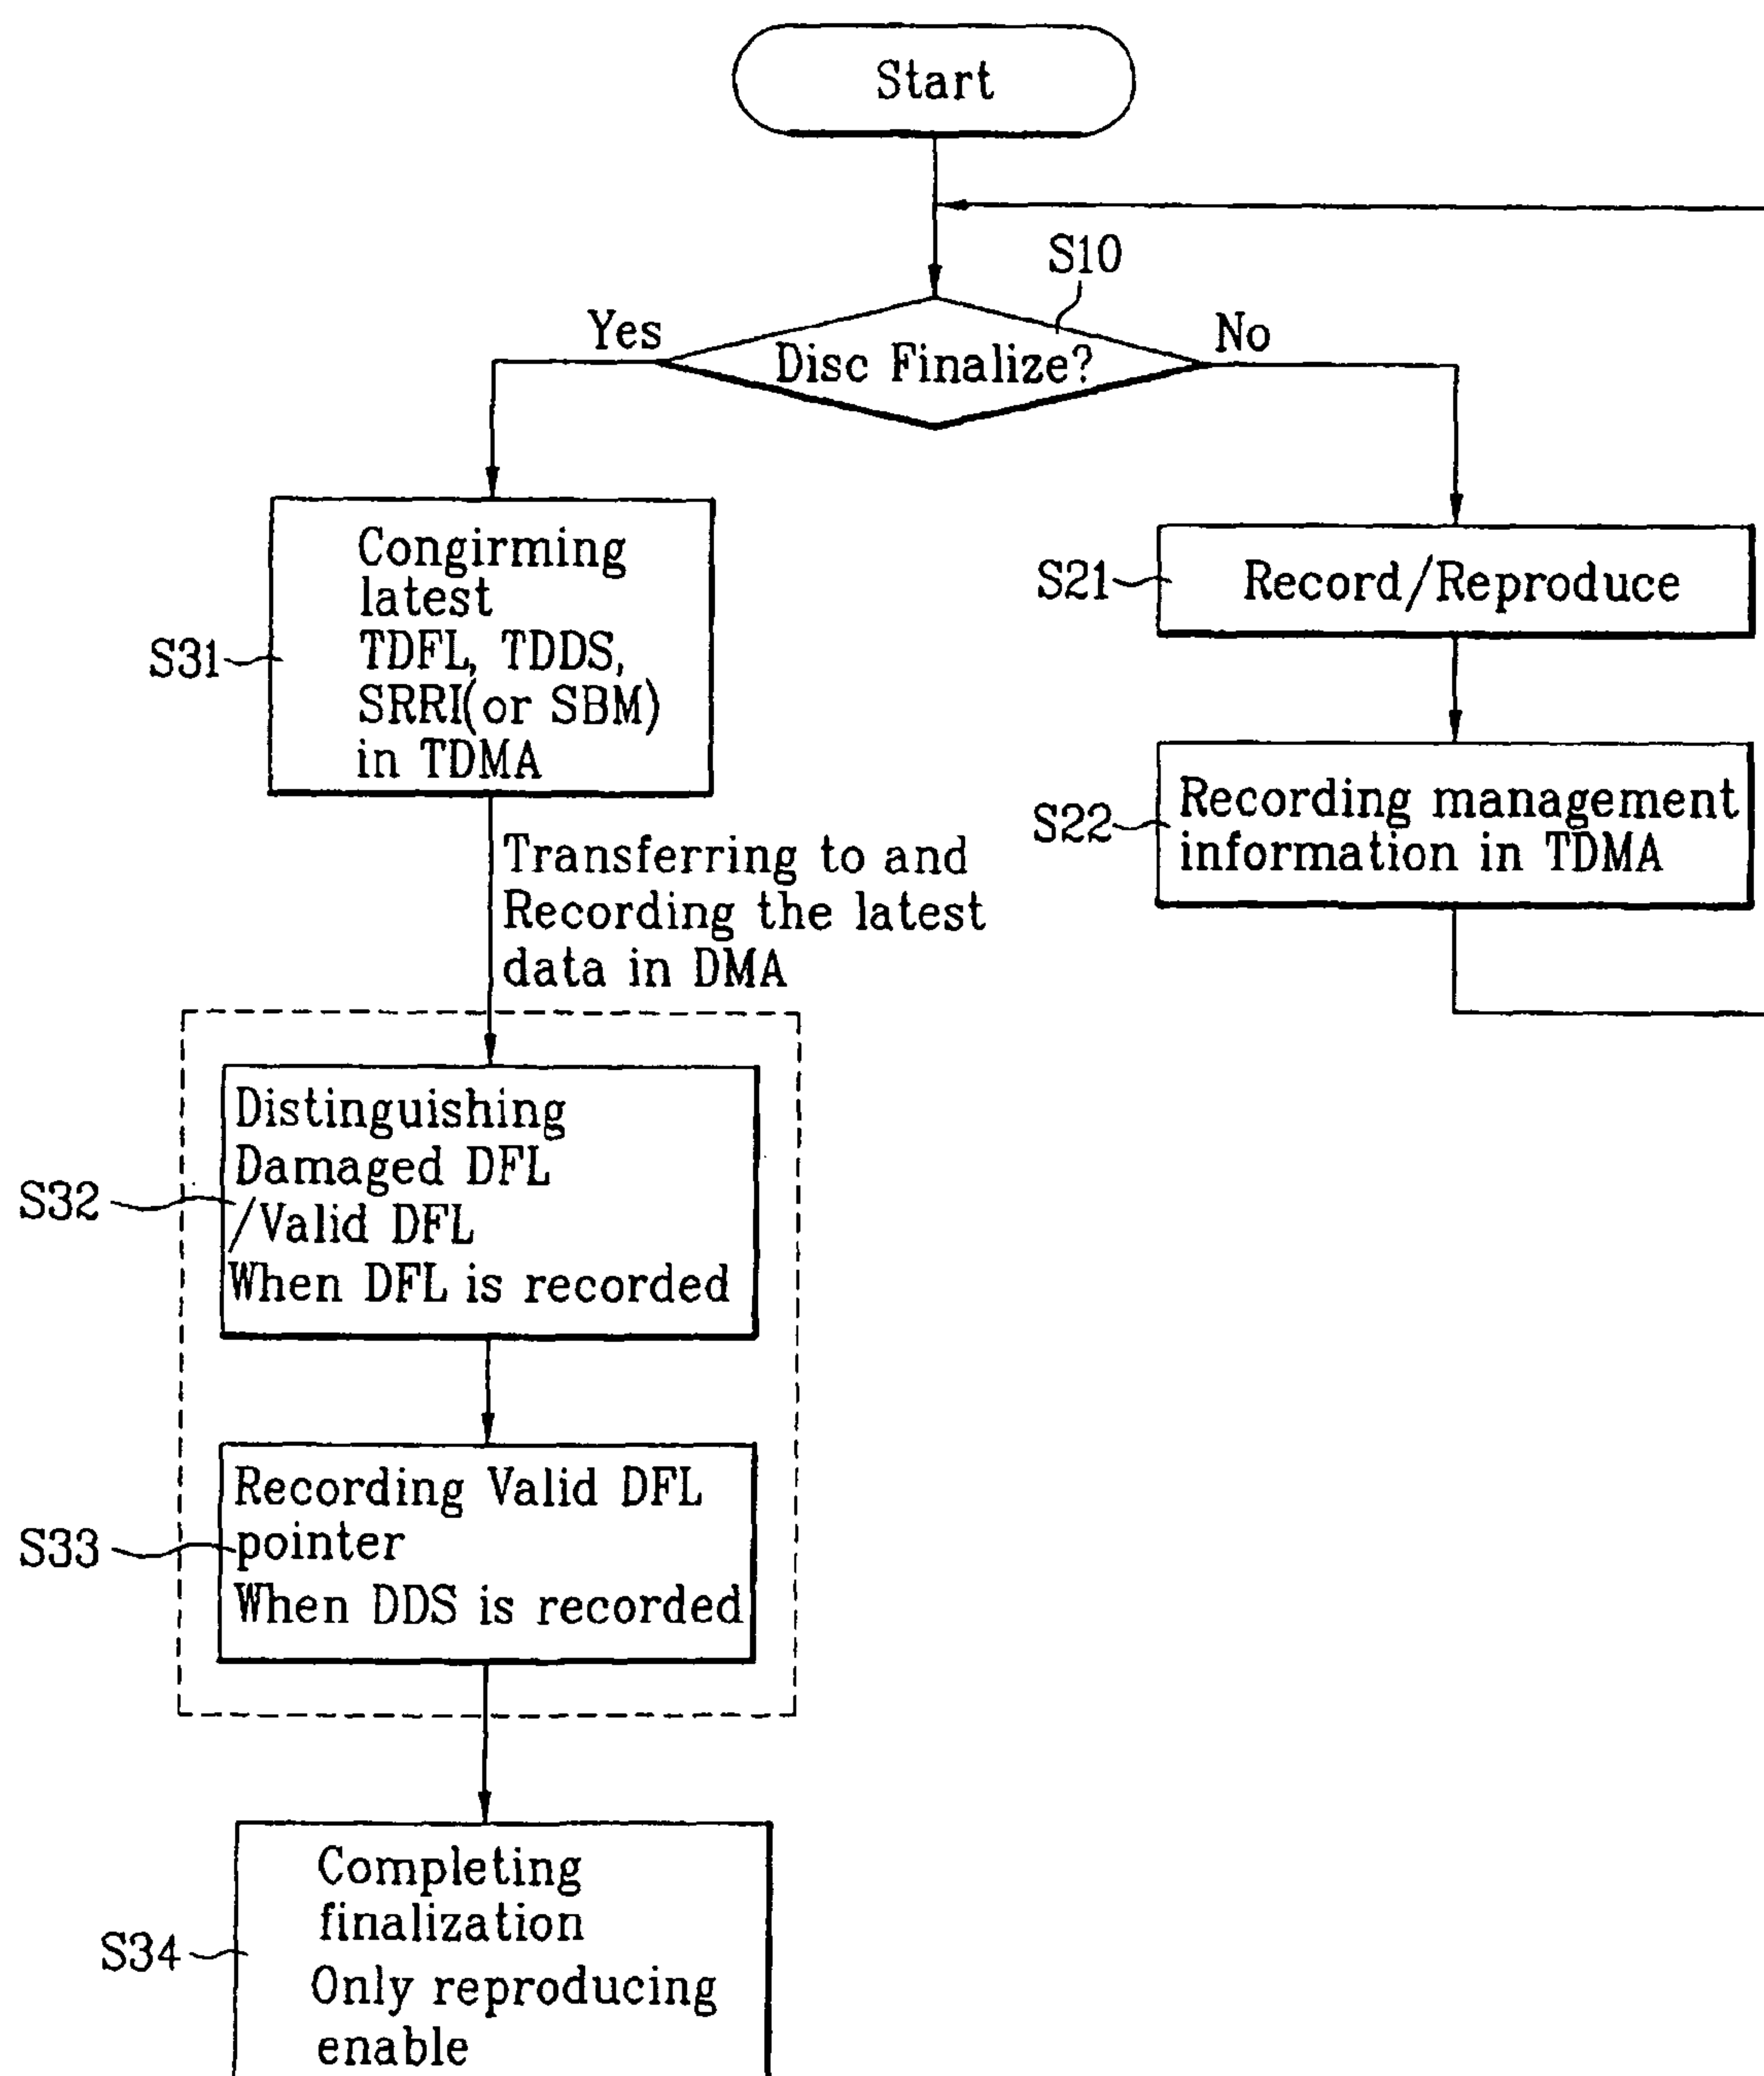 Start
S10
Yes
No
Disc Finalize?
Congirming
latest
TDFL, TDDS,
SRRI(or SBM)
in TDMA
S31
S21
Record/Reproduce
S22
Recording management
information in TDMA
Transferring to and
Recording the latest
data in DMA
S32
Distinguishing
Damaged DFL
/Valid DFL
When DFL is recorded
S33
Recording Valid DFL
pointer
When DDS is recorded
S34
Completing
finalization
Only reproducing
enable